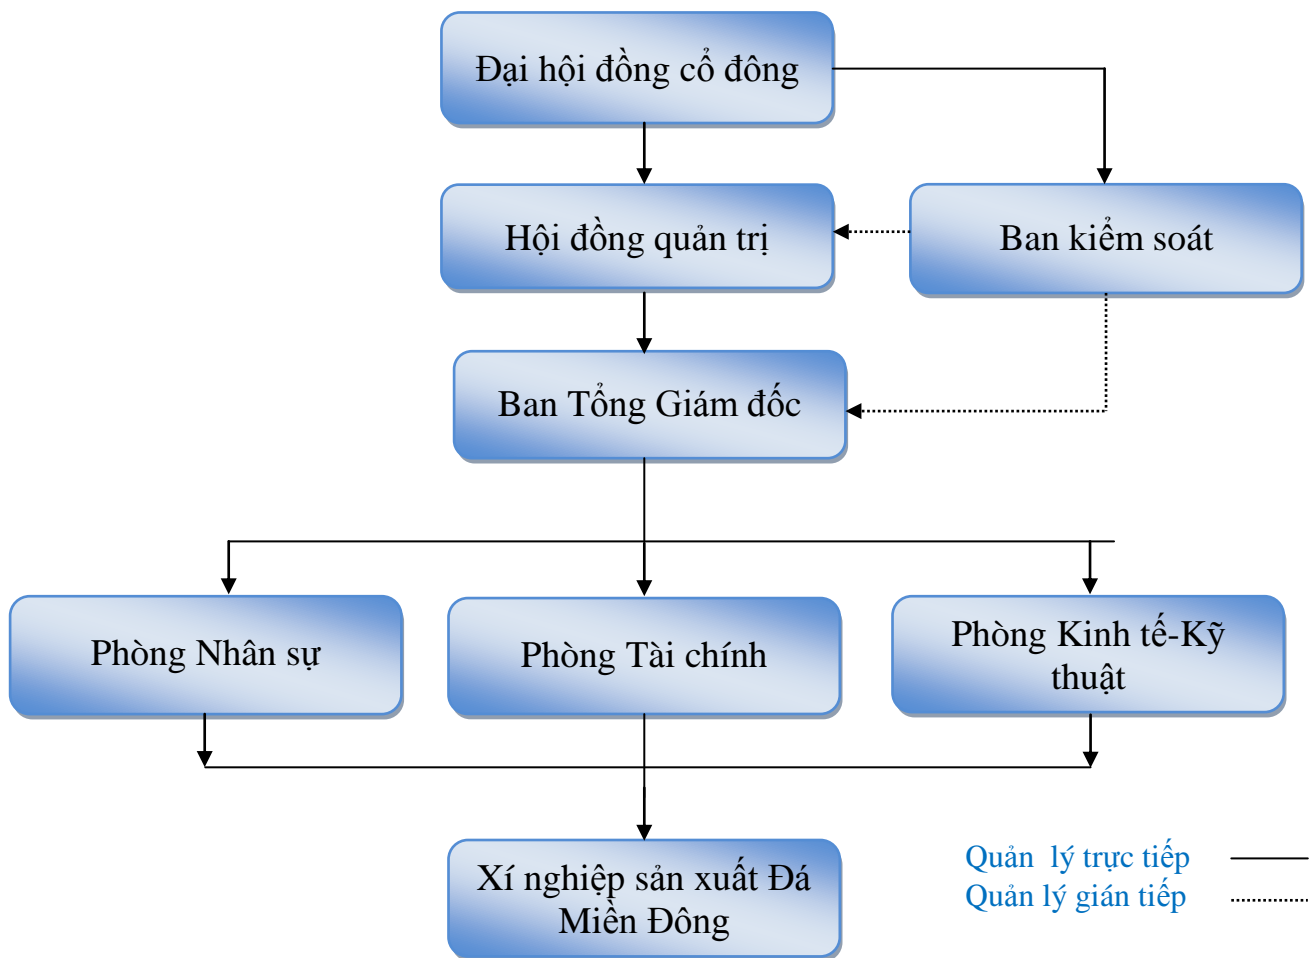 Đại hội đồng cổ đông
Hội đồng quản trị
Ban kiểm soát
Ban Tổng Giám đốc
Phòng Nhân sự
Phòng Tài chính
Phòng Kinh tế-Kỹ
thuật
Xí nghiệp sản xuất Đá
Miền Đông
Quản lý trực tiếp
Quản lý gián tiếp